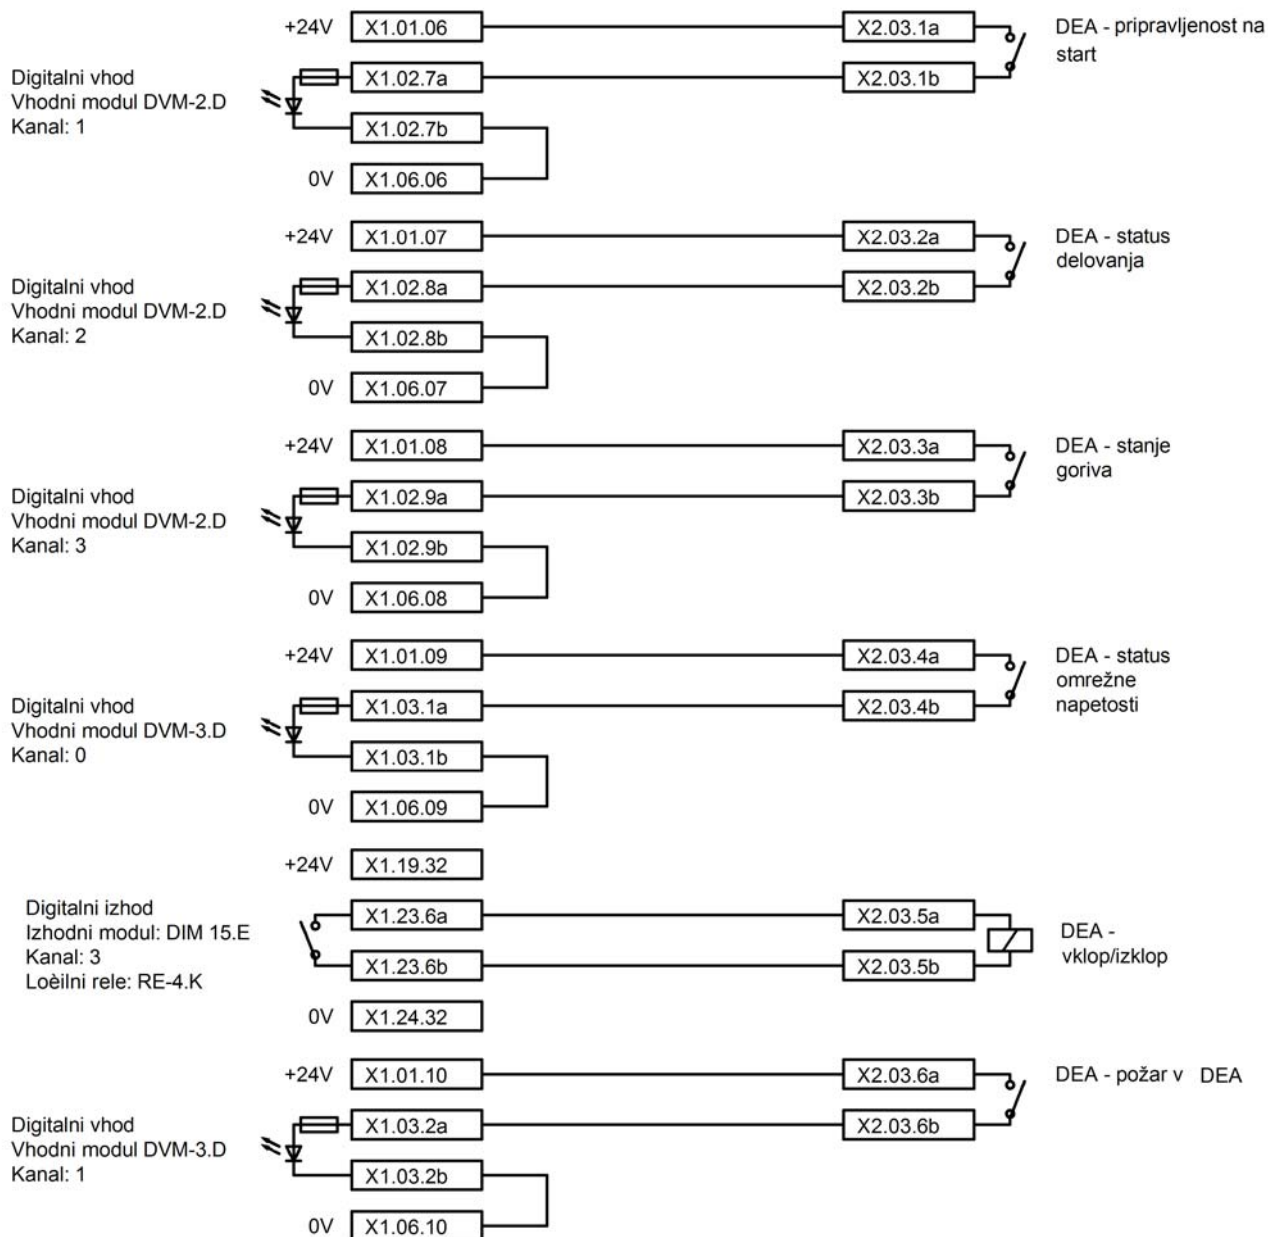 +24V X1.01.06 X2.03.1a DEA - pripravljenost na
start
Digitalni vhod
Vhodni modul DVM-2.D
Kanal: 1
X1.02.7a X2.03.1b
X1.02.7b
0V X1.06.06
+24V X1.01.07 X2.03.2a DEA - status
delovanja
Digitalni vhod
Vhodni modul DVM-2.D
Kanal: 2
X1.02.8a X2.03.2b
X1.02.8b
0V X1.06.07
+24V X1.01.08 X2.03.3a DEA - stanje
goriva
Digitalni vhod
Vhodni modul DVM-2.D
Kanal: 3
X1.02.9a X2.03.3b
X1.02.9b
0V X1.06.08
+24V X1.01.09 X2.03.4a DEA - status
omrežne
napetosti
Digitalni vhod
Vhodni modul DVM-3.D
Kanal: 0
X1.03.1a X2.03.4b
X1.03.1b
0V X1.06.09
+24V X1.19.32
Digitalni izhod
Izhodni modul: DIM 15.E
Kanal: 3
Loèilni rele: RE-4.K
X1.23.6a X2.03.5a
X1.23.6b X2.03.5b
DEA -
vklop/izklop
0V X1.24.32
+24V X1.01.10 X2.03.6a DEA - požar v DEA
Digitalni vhod
Vhodni modul DVM-3.D
Kanal: 1
X1.03.2a X2.03.6b
X1.03.2b
0V X1.06.10